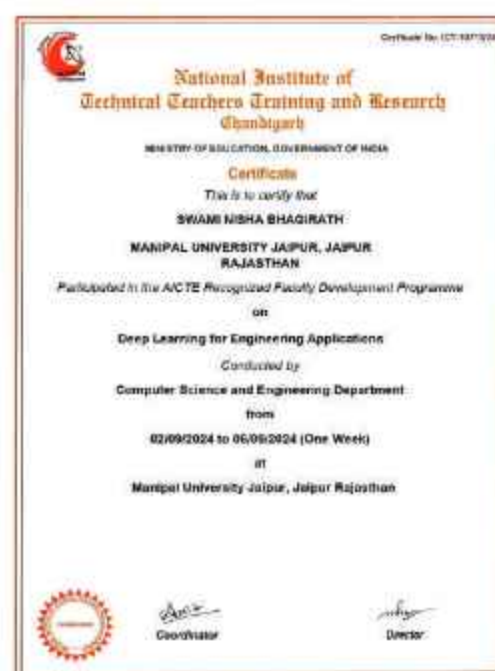 National Institute of
Technical Teachers Training and Research
Chandigarh
MINISTRY OF EDUCATION, GOVERNMENT OF INDIA
Certificate
This is to certify that
SWAMI NISHA BHAGIRATH
MANIPAL UNIVERSITY JAIPUR, JAIPUR
RAJASTHAN
Participated in the AICTE Recognized Faculty Development Programme
on
Deep Learning for Engineering Applications
Conducted by
Computer Science and Engineering Department
from
02/09/2024 to 06/09/2024 (One Week)
at
Manipal University Jaipur, Jaipur Rajasthan
Coordinator
Director